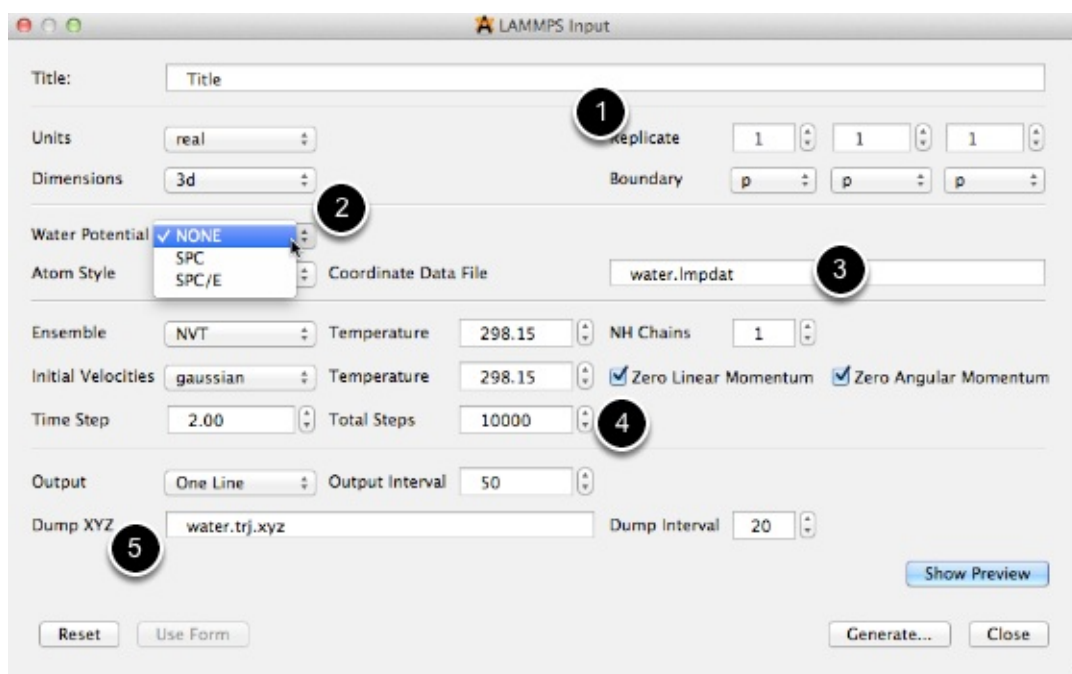 LAMMPS Input
Title: Title
1
Units real Replicate 1 1 1
Dimensions 3d Boundary p p p
2
Water Potential ✓ NONE
SPC
Atom Style SPC/E Coordinate Data File water.lmpdat 3
Ensemble NVT Temperature 298.15 NH Chains 1
Initial Velocities gaussian Temperature 298.15 Zero Linear Momentum Zero Angular Momentum
Time Step 2.00 Total Steps 10000 4
Output One Line Output Interval 50
Dump XYZ water.trj.xyz Dump Interval 20
5
Show Preview
Reset Use Form Generate... Close